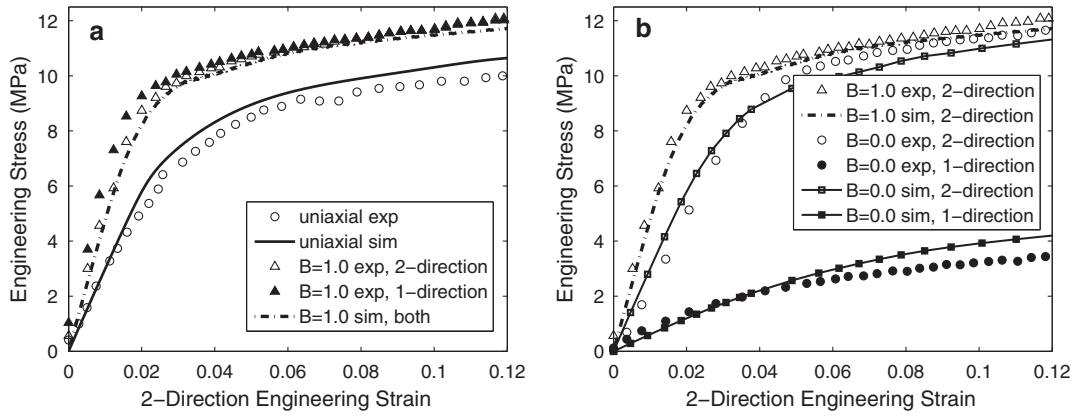 a
Engineering Stress (MPa)
12
10
8
6
4
2
0
0 0.02 0.04 0.06 0.08 0.1 0.12
2−Direction Engineering Strain
uniaxial exp
uniaxial sim
B=1.0 exp, 2−direction
B=1.0 exp, 1−direction
B=1.0 sim, both
b
Engineering Stress (MPa)
12
10
8
6
4
2
0
0 0.02 0.04 0.06 0.08 0.1 0.12
2−Direction Engineering Strain
B=1.0 exp, 2−direction
B=1.0 sim, 2−direction
B=0.0 exp, 2−direction
B=0.0 exp, 1−direction
B=0.0 sim, 2−direction
B=0.0 sim, 1−direction